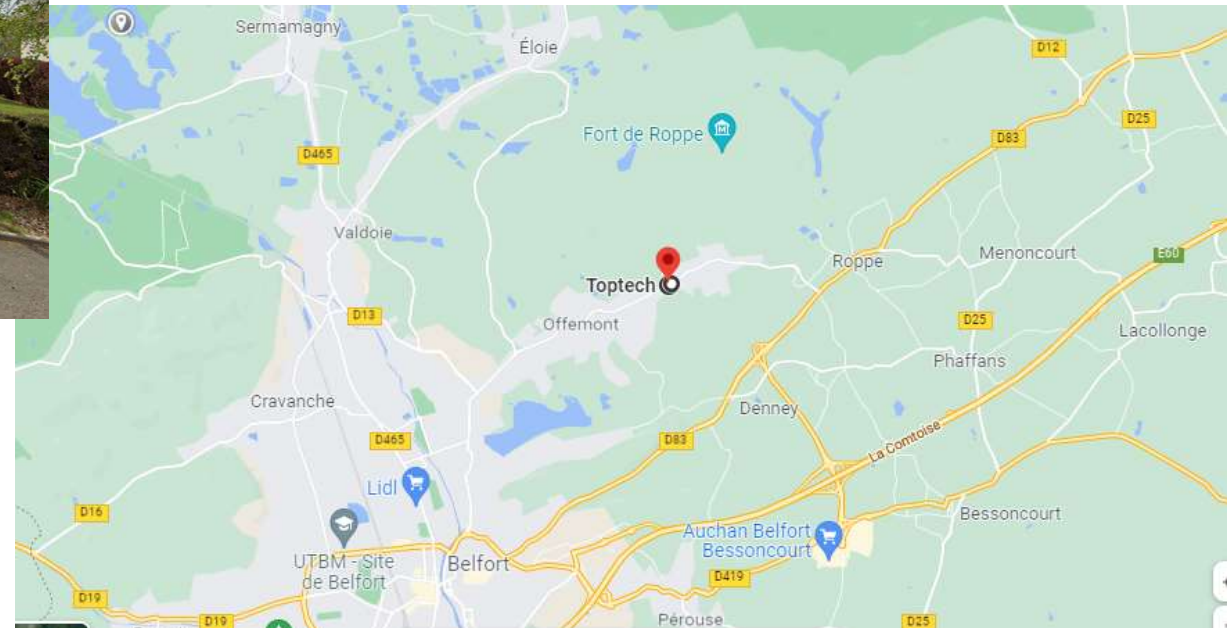 Sermamagny
Éloie
D12
D25
Fort de Roppe
D83
D465
Valdoie
Roppe
Menoncourt
E60
Toptech
D13
Offemont
D25
Lacollonge
Phaffans
Cravanche
Denney
D465
D83
La Comtoise
Lidl
D16
Bessoncourt
Auchan Belfort
Bessoncourt
UTBM - Site
de Belfort
Belfort
D419
D19
D19
Pérouse
D25